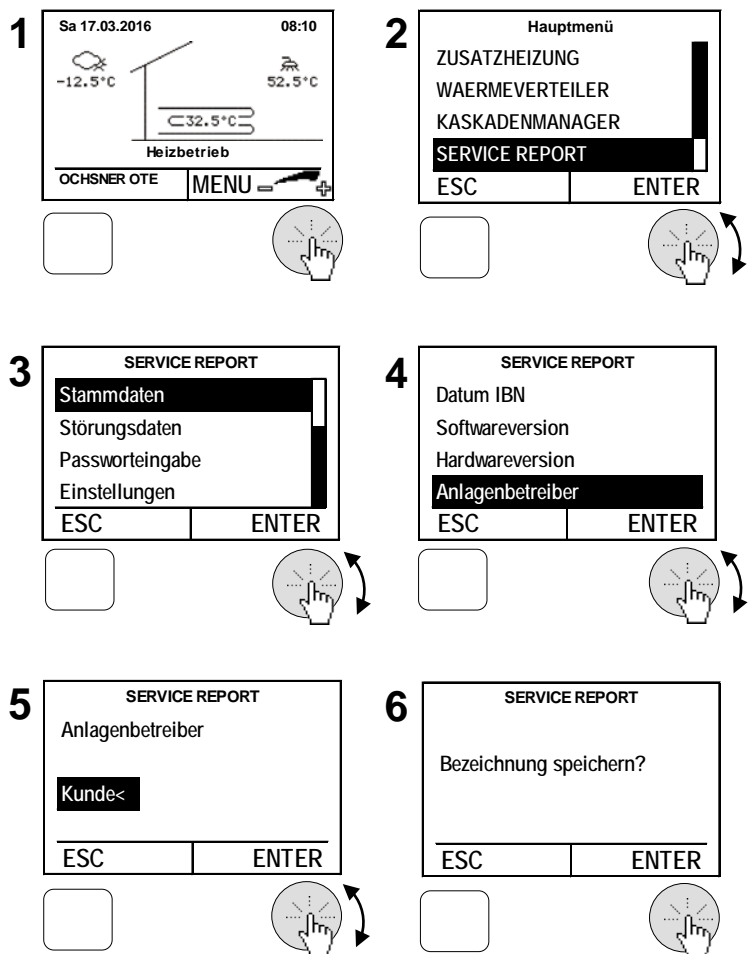 1
Sa 17.03.2016 08:10
-12.5°C
52.5°C
32.5°C
Heizbetrieb
OCHSNER OTE MENU
2
Hauptmenü
ZUSATZHEIZUNG
WAERMEVERTEILER
KASKADENMANAGER
SERVICE REPORT
ESC ENTER
3
SERVICE REPORT
Stammdaten
Störungsdaten
Passworteingabe
Einstellungen
ESC ENTER
4
SERVICE REPORT
Datum IBN
Softwareversion
Hardwareversion
Anlagenbetreiber
ESC ENTER
5
SERVICE REPORT
Anlagenbetreiber
Kunde<
ESC ENTER
6
SERVICE REPORT
Bezeichnung speichern?
ESC ENTER